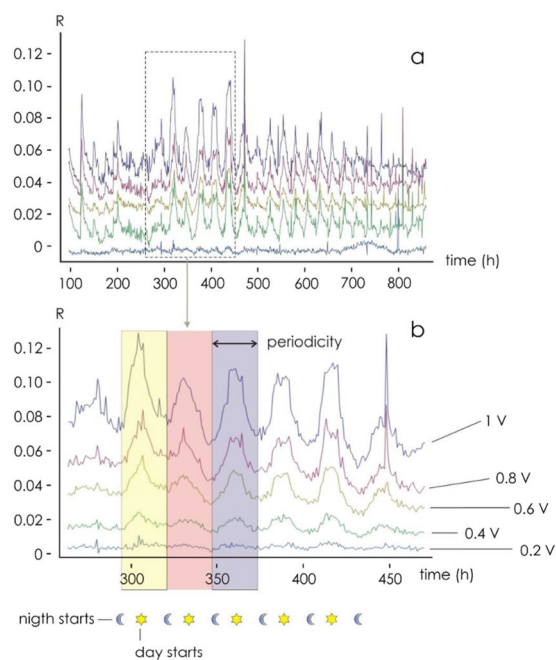 R
a
0.12 -
0.10 -
0.08 -
0.06 -
0.04 -
0.02 -
0 -
time (h)
100 200 300 400 500 600 700 800
R
b
periodicity
0.12 -
0.10 -
0.08 -
0.06 -
0.04 -
0.02 -
0 -
1 V
0.8 V
0.6 V
0.4 V
0.2 V
300 350 400 450 time (h)
nigth starts
day starts